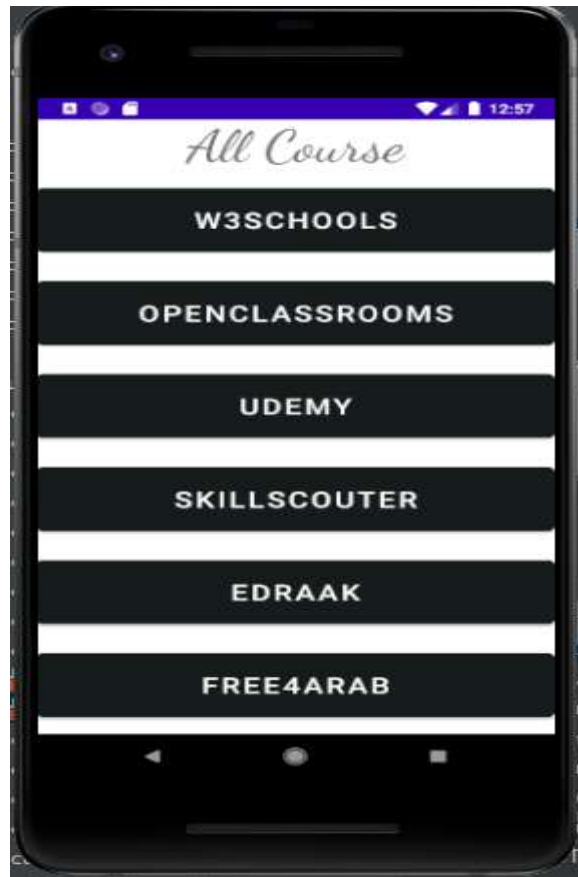 12:57
All Course
W3SCHOOLS
OPENCLASSROOMS
UDEMY
SKILLSCOUTER
EDRAAK
FREE4ARAB